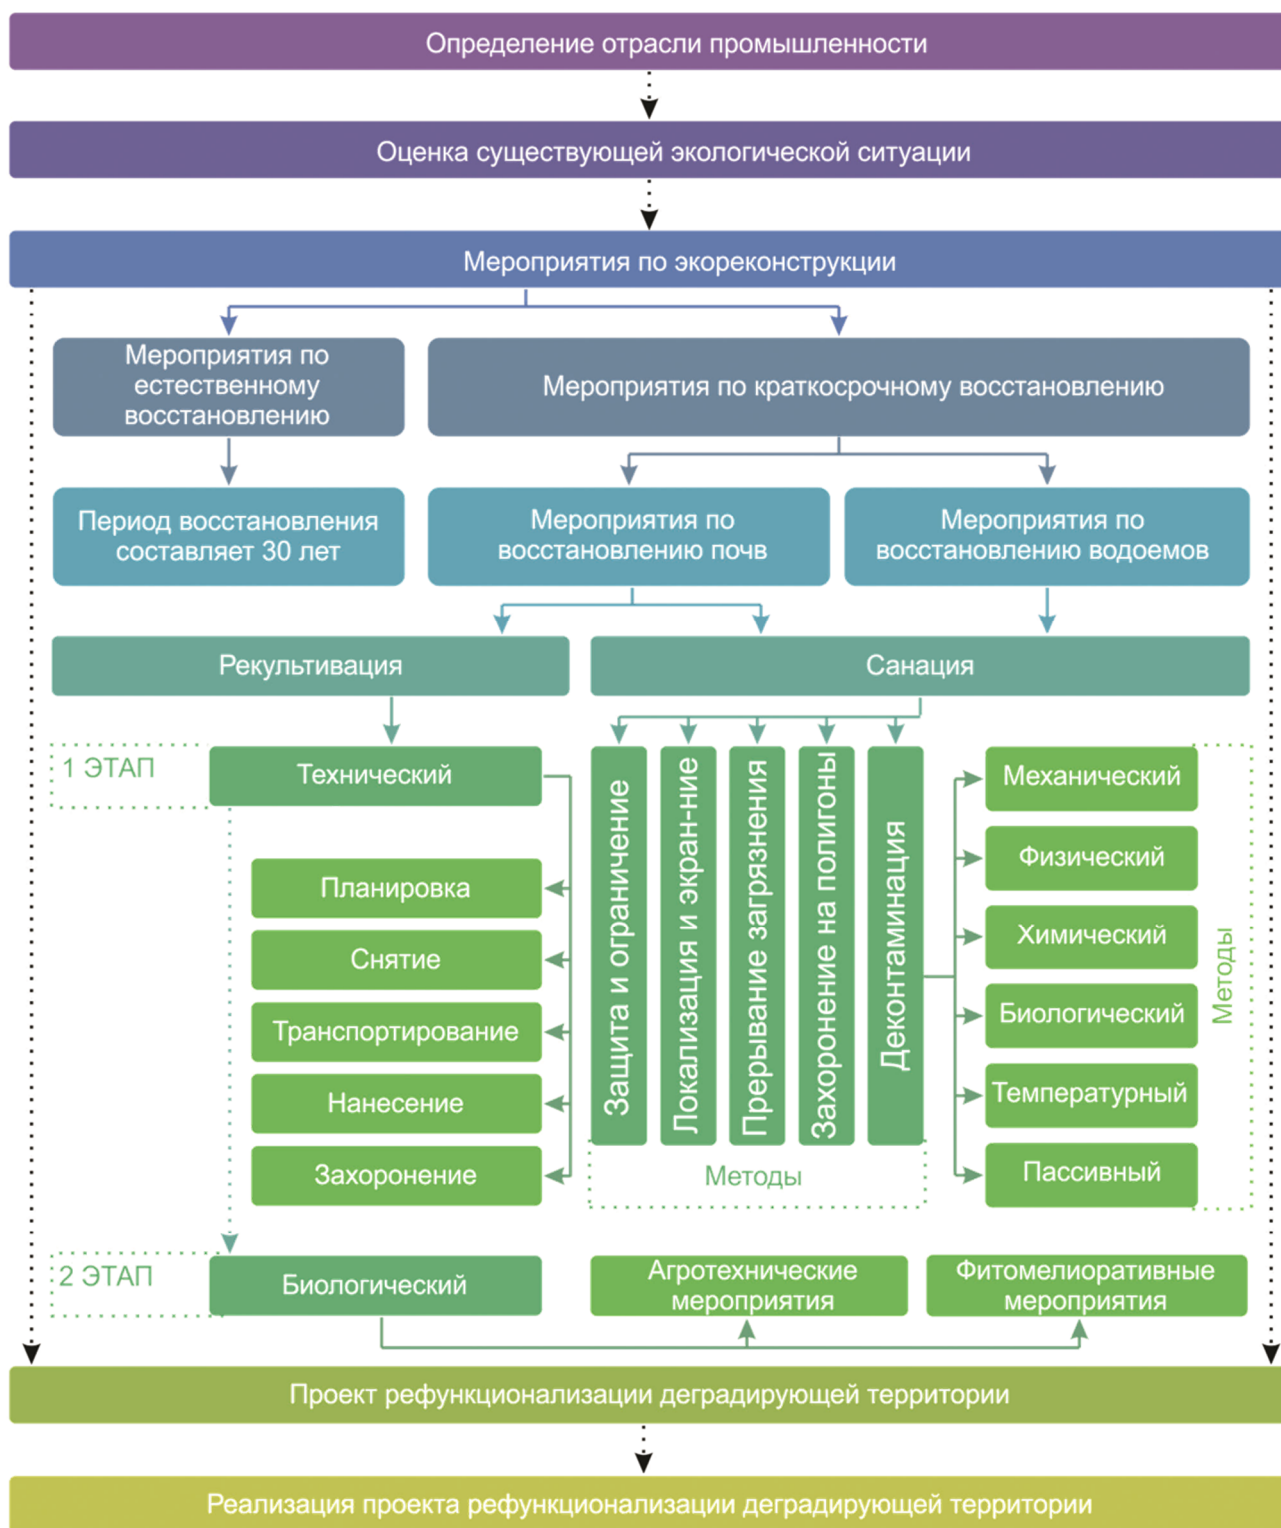 Определение отрасли промышленности
Оценка существующей экологической ситуации
Мероприятия по экореконструкции
Мероприятия по
естественному
восстановлению
Мероприятия по краткосрочному восстановлению
Период восстановления
составляет 30 лет
Мероприятия по
восстановлению почв
Мероприятия по
восстановлению водоемов
Рекультивация
Санация
1 ЭТАП
Технический
Планировка
Снятие
Транспортирование
Нанесение
Захоронение
Защита и ограничение
Локализация и экран-ние
Прерывание загрязнения
Захоронение на полигоны
Деконтаминация
Методы
Механический
Физический
Химический
Биологический
Температурный
Пассивный
Методы
2 ЭТАП
Биологический
Агротехнические
мероприятия
Фитомелиоративные
мероприятия
Проект рефункционализации деградирующей территории
Реализация проекта рефункционализации деградирующей территории